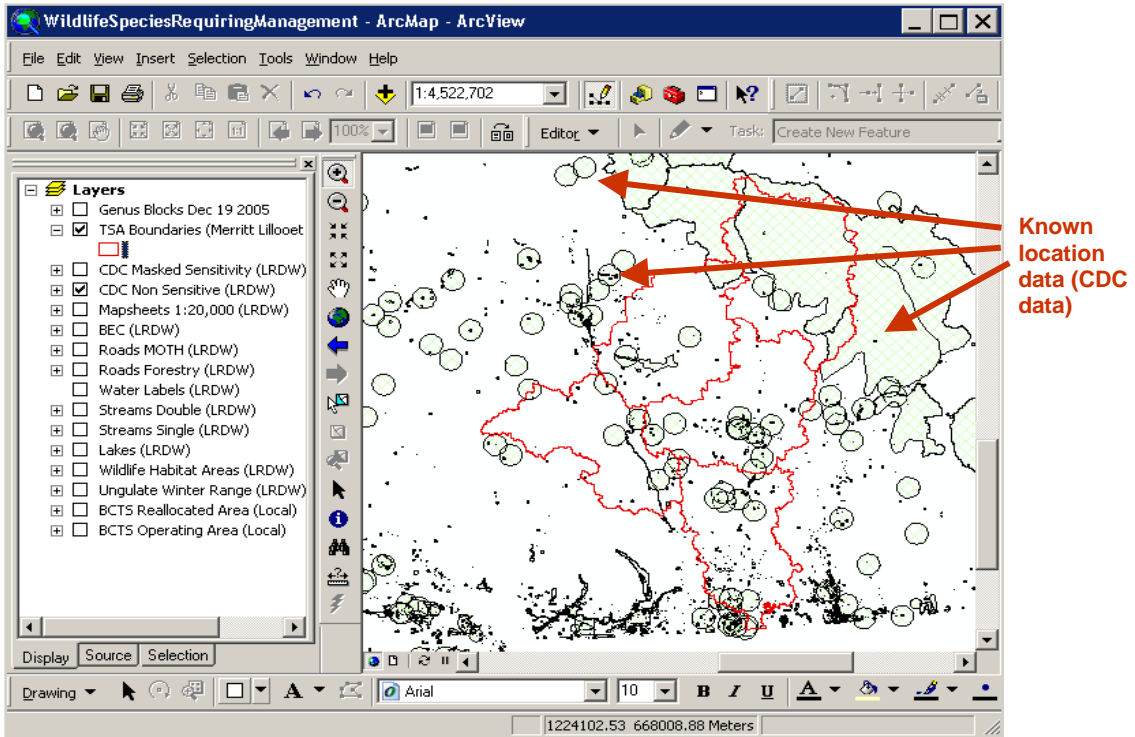 WildlifeSpeciesRequiringManagement - ArcMap - ArcView
File Edit View Insert Selection Tools Window Help
1:4,522,702
100% Editor Task: Create New Feature
Layers
Genus Blocks Dec 19 2005
TSA Boundaries (Merritt Lillooet
CDC Masked Sensitivity (LRDW)
CDC Non Sensitive (LRDW)
Mapsheets 1:20,000 (LRDW)
BEC (LRDW)
Roads MOTH (LRDW)
Roads Forestry (LRDW)
Water Labels (LRDW)
Streams Double (LRDW)
Streams Single (LRDW)
Lakes (LRDW)
Wildlife Habitat Areas (LRDW)
Ungulate Winter Range (LRDW)
BCTS Reallocated Area (Local)
BCTS Operating Area (Local)
Known
location
data (CDC
data)
Display Source Selection
Drawing A Arial 10 B I U A
1224102.53 668008.88 Meters